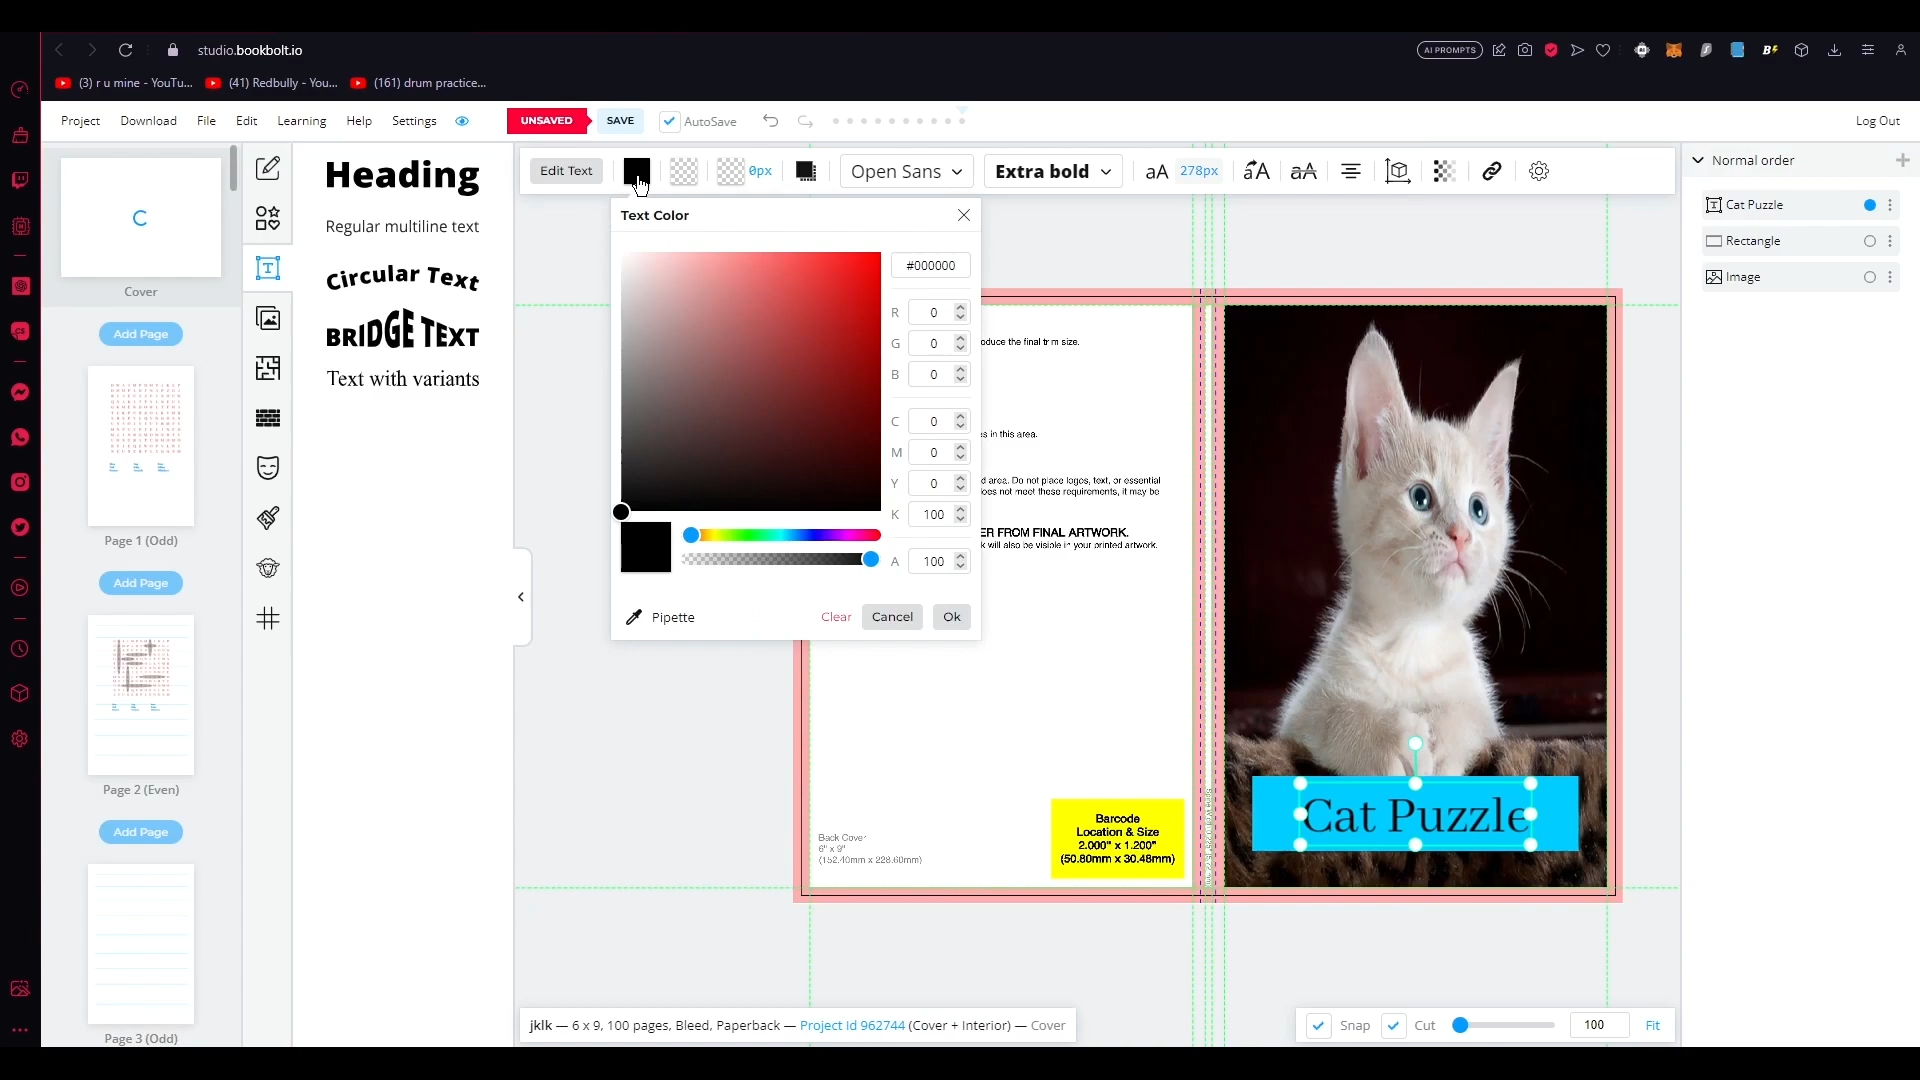 studio.bookbolt.io
AI PROMPTS
(3) r u mine - YouTu...
(41) Redbully - You...
(161) drum practice...
Project
Download
File
Edit
Learning
Help
Settings
UNSAVED
SAVE
AutoSave
Log Out
Edit Text
0px
Open Sans
Extra bold
aA
278px
Normal order
Cat Puzzle
Rectangle
Image
Cover
Add Page
Page 1 (Odd)
Add Page
Page 2 (Even)
Add Page
Page 3 (Odd)
Heading
Regular multiline text
Circular Text
BRIDGE TEXT
Text with variants
Text Color
#000000
R 0
G 0
B 0
C 0
M 0
Y 0
K 100
A 100
Pipette
Clear
Cancel
Ok
oduce the final trim size.
s in this area.
d area. Do not place logos, text, or essential
oes not meet these requirements, it may be
ER FROM FINAL ARTWORK.
k will also be visible in your printed artwork.
Back Cover
6" x 9"
(152.40mm x 228.60mm)
Barcode
Location & Size
2.000" x 1.200"
(50.80mm x 30.48mm)
Cat Puzzle
jklk — 6 x 9, 100 pages, Bleed, Paperback — Project Id 962744 (Cover + Interior) — Cover
Snap
Cut
100
Fit